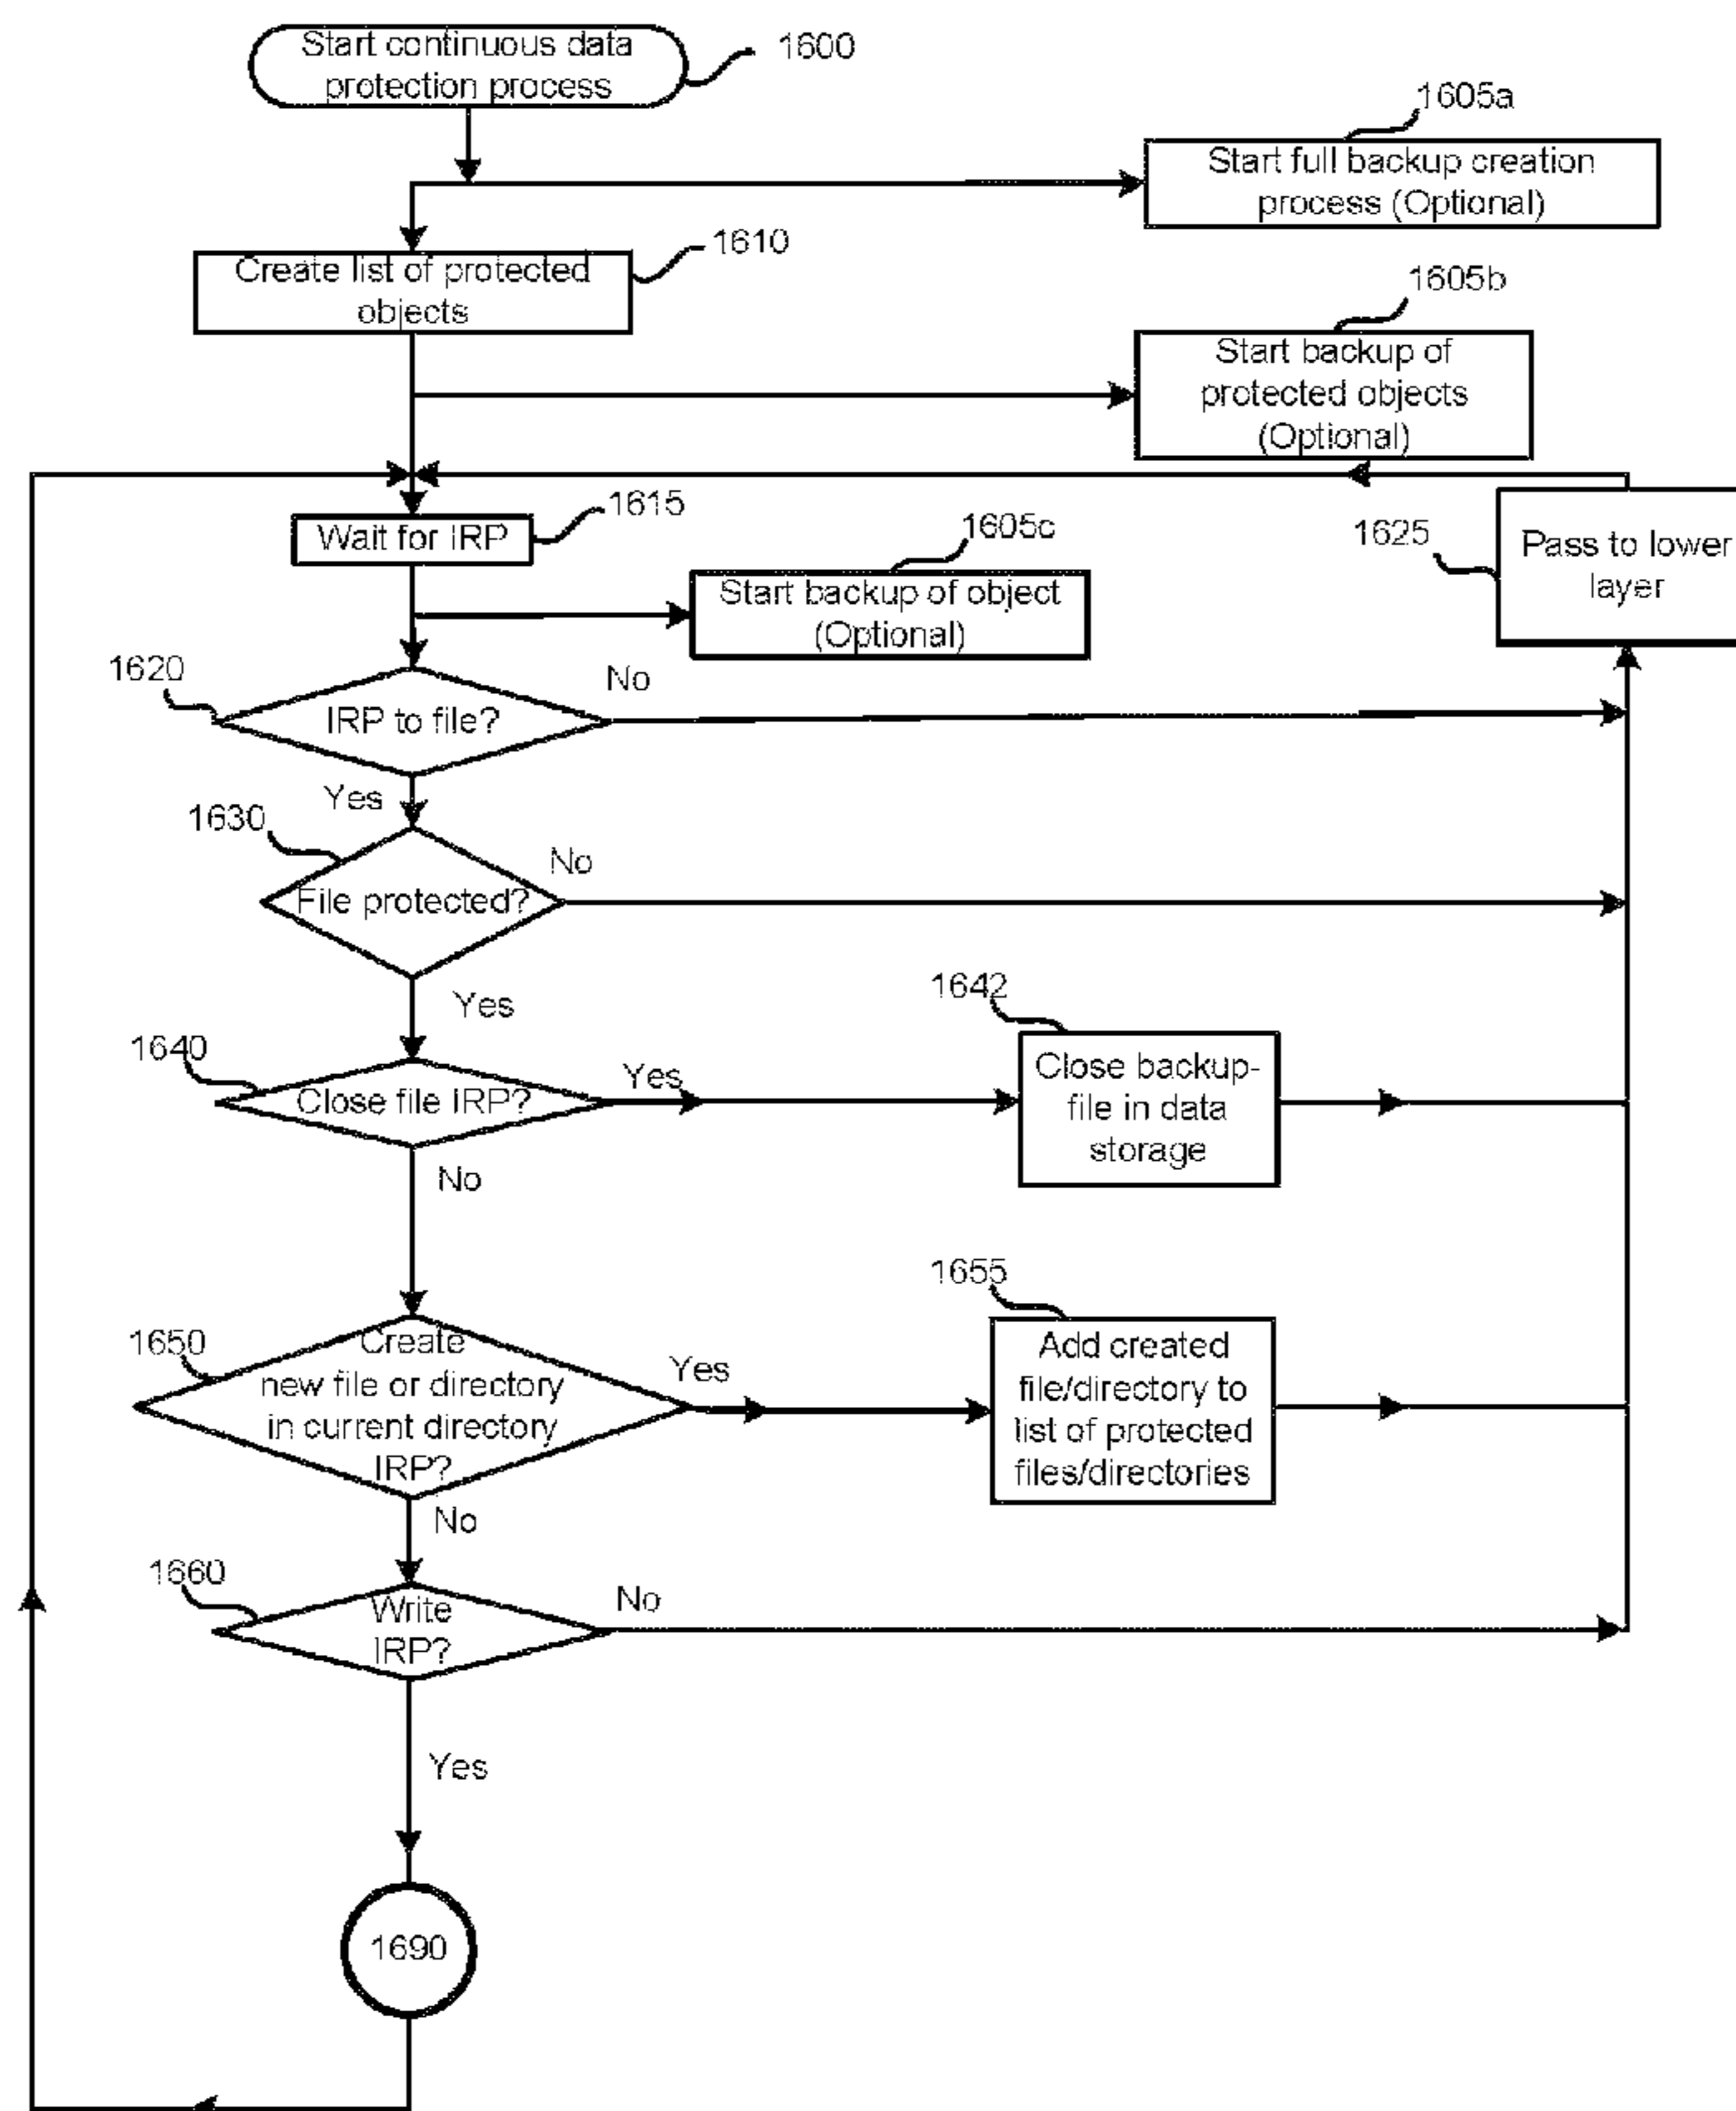 Start continuous data
protection process
1600
1605a
Start full backup creation
process (Optional)
1610
Create list of protected
objects
1605b
Start backup of
protected objects
(Optional)
1615
Wait for IRP
1605c
Start backup of object
(Optional)
1625
Pass to lower
layer
1620
No
IRP to file?
Yes
1630
No
File protected?
Yes
1642
1640
Yes
Close file IRP?
Close backup-
file in data
storage
No
1655
1650
Create
new file or directory
in current directory
IRP?
Yes
Add created
file/directory to
list of protected
files/directories
No
1660
Write
IRP?
No
Yes
1690